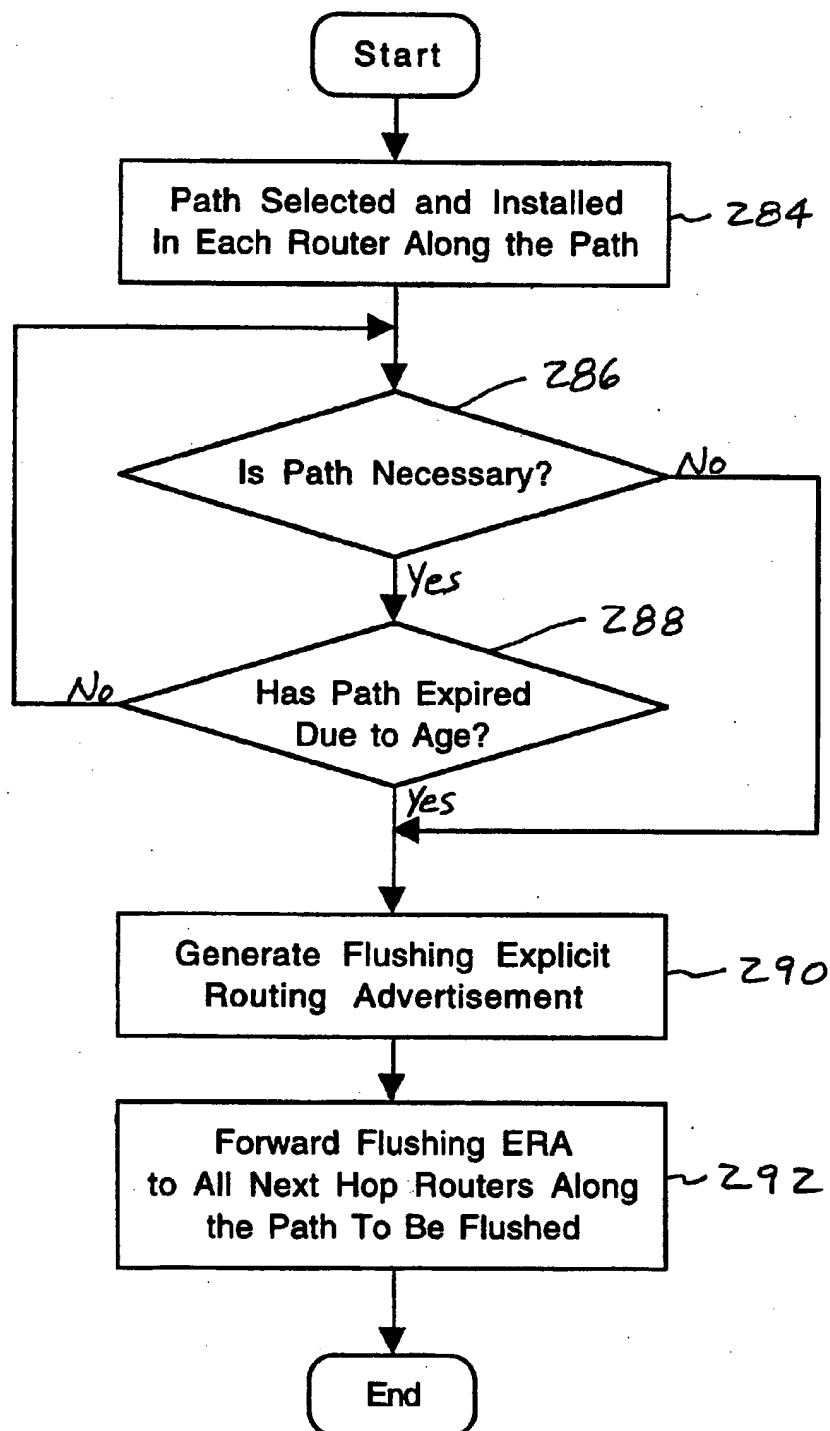 Start
Path Selected and Installed
In Each Router Along the Path
284
286
Is Path Necessary?
No
Yes
288
No
Has Path Expired
Due to Age?
Yes
Generate Flushing Explicit
Routing Advertisement
290
Forward Flushing ERA
to All Next Hop Routers Along
the Path To Be Flushed
292
End